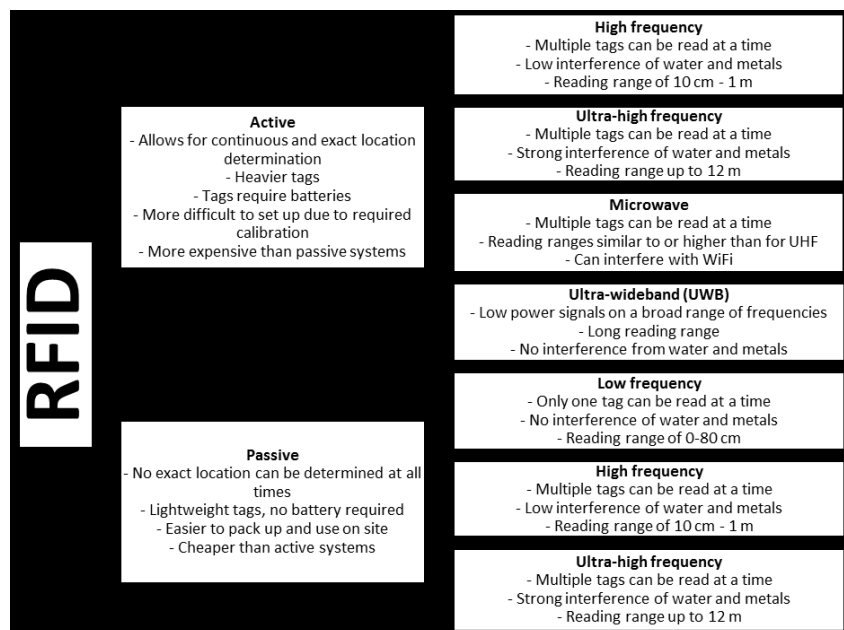 RFID
Active
- Allows for continuous and exact location
determination
- Heavier tags
- Tags require batteries
- More difficult to set up due to required
calibration
- More expensive than passive systems
High frequency
- Multiple tags can be read at a time
- Low interference of water and metals
- Reading range of 10 cm - 1 m
Ultra-high frequency
- Multiple tags can be read at a time
- Strong interference of water and metals
- Reading range up to 12 m
Microwave
- Multiple tags can be read at a time
- Reading ranges similar to or higher than for UHF
- Can interfere with WiFi
Ultra-wideband (UWB)
- Low power signals on a broad range of frequencies
- Long reading range
- No interference from water and metals
Passive
- No exact location can be determined at all
times
- Lightweight tags, no battery required
- Easier to pack up and use on site
- Cheaper than active systems
Low frequency
- Only one tag can be read at a time
- No interference of water and metals
- Reading range of 0-80 cm
High frequency
- Multiple tags can be read at a time
- Low interference of water and metals
- Reading range of 10 cm - 1 m
Ultra-high frequency
- Multiple tags can be read at a time
- Strong interference of water and metals
- Reading range up to 12 m